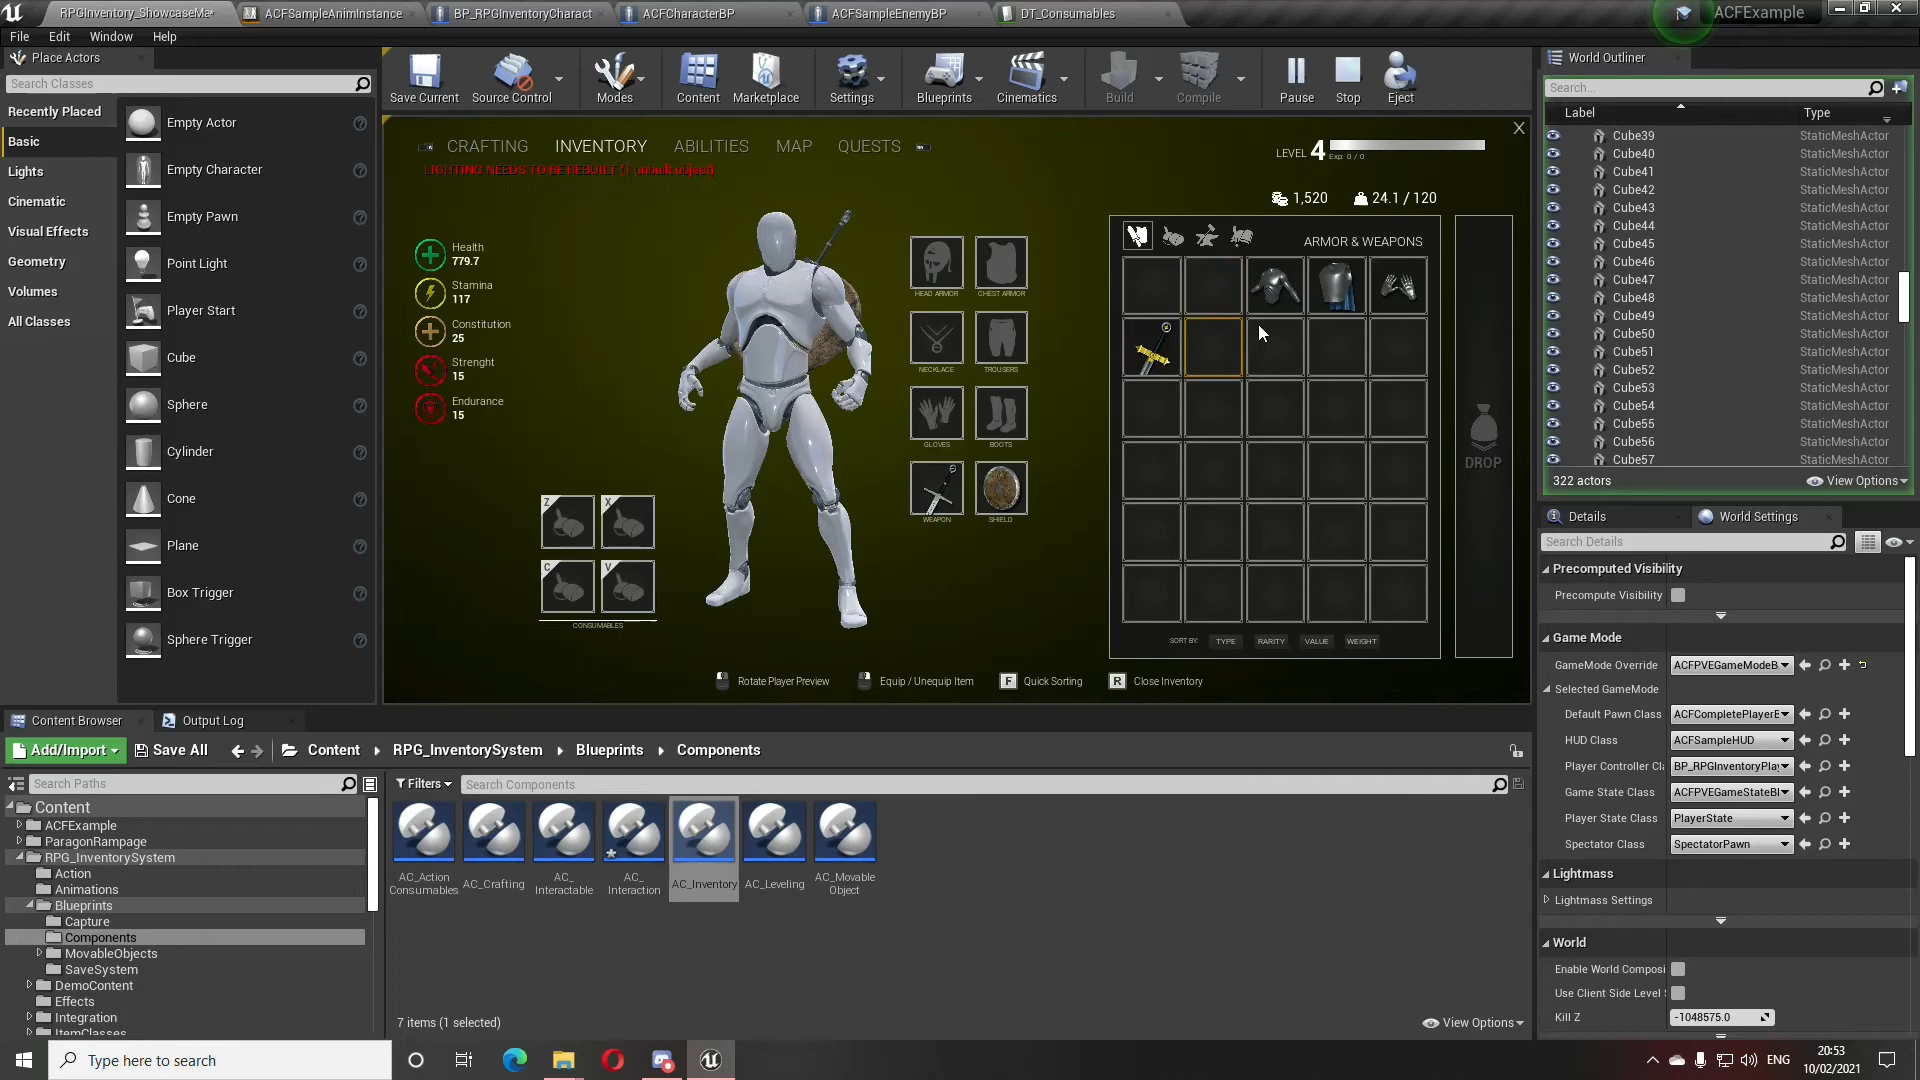 RPGInventory_ShowcaseMa*
ACFSampleAnimInstance
BP_RPGInventoryCharact
ACFCharacterBP
ACFSampleEnemyBP
DT_Consumables
ACFExample
File Edit Window Help
Place Actors
Search Classes
Recently Placed
Basic
Lights
Cinematic
Visual Effects
Geometry
Volumes
All Classes
Empty Actor
Empty Character
Empty Pawn
Point Light
Player Start
Cube
Sphere
Cylinder
Cone
Plane
Box Trigger
Sphere Trigger
Save Current
Source Control
Modes
Content
Marketplace
Settings
Blueprints
Cinematics
Build
Compile
Pause
Stop
Eject
CRAFTING INVENTORY ABILITIES MAP QUESTS
LIGHTING NEEDS TO BE REBUILT (1 unbuilt object)
LEVEL 4
Exp: 0 / 0
X
1,520
24.1 / 120
Health
779.7
Stamina
117
Constitution
25
Strenght
15
Endurance
15
HEAD ARMOR
CHEST ARMOR
NECKLACE
TROUSERS
GLOVES
BOOTS
WEAPON
SHIELD
Z
X
C
V
CONSUMABLES
ARMOR & WEAPONS
SORT BY: TYPE RARITY VALUE WEIGHT
DROP
Rotate Player Preview
Equip / Unequip Item
F Quick Sorting
R Close Inventory
World Outliner
Search...
Label Type
Cube39 StaticMeshActor
Cube40 StaticMeshActor
Cube41 StaticMeshActor
Cube42 StaticMeshActor
Cube43 StaticMeshActor
Cube44 StaticMeshActor
Cube45 StaticMeshActor
Cube46 StaticMeshActor
Cube47 StaticMeshActor
Cube48 StaticMeshActor
Cube49 StaticMeshActor
Cube50 StaticMeshActor
Cube51 StaticMeshActor
Cube52 StaticMeshActor
Cube53 StaticMeshActor
Cube54 StaticMeshActor
Cube55 StaticMeshActor
Cube56 StaticMeshActor
Cube57 StaticMeshActor
322 actors
View Options
Details
World Settings
Search Details
Precomputed Visibility
Precompute Visibility
Game Mode
GameMode Override ACFPVEGameModeB
Selected GameMode
Default Pawn Class ACFCompletePlayerE
HUD Class ACFSampleHUD
Player Controller Cl BP_RPGInventoryPlay
Game State Class ACFPVEGameStateBl
Player State Class PlayerState
Spectator Class SpectatorPawn
Lightmass
Lightmass Settings
World
Enable World Composi
Use Client Side Level
Kill Z -1048575.0
Content Browser
Output Log
Add/Import
Save All
Content RPG_InventorySystem Blueprints Components
Search Paths
Filters
Search Components
Content
ACFExample
ParagonRampage
RPG_InventorySystem
Action
Animations
Blueprints
Capture
Components
MovableObjects
SaveSystem
DemoContent
Effects
Integration
ItemClasses
AC_Action Consumables
AC_Crafting
AC_ Interactable
AC_ Interaction
AC_Inventory
AC_Leveling
AC_Movable Object
7 items (1 selected)
View Options
Type here to search
ENG
20:53
10/02/2021